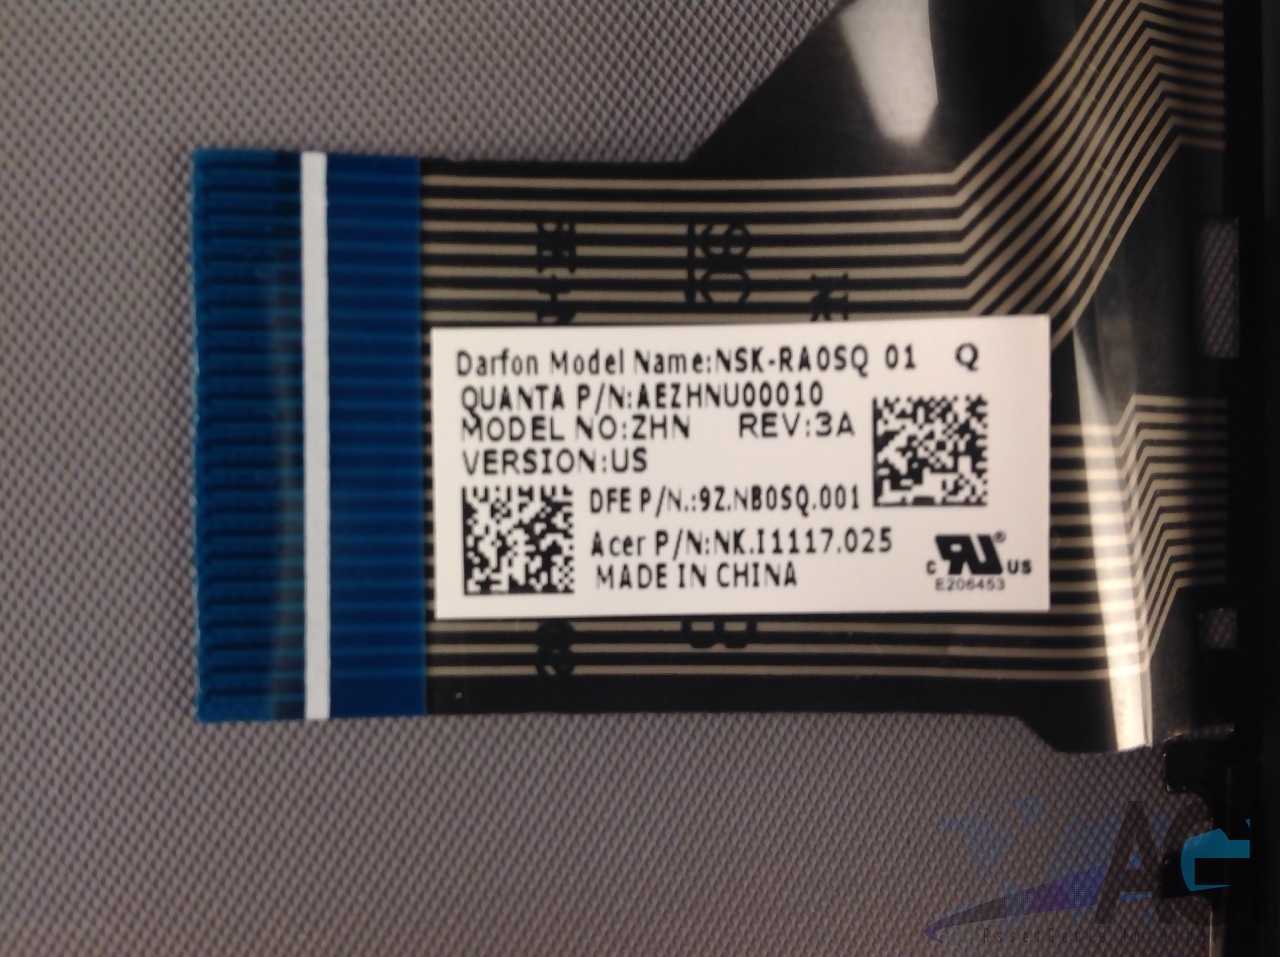 Darfon Model Name:NSK-RA0SQ 01 Q
QUANTA P/N:AEZHNU00010
MODEL NO:ZHN REV:3A
VERSION:US
DFE P/N.:9Z.NB0SQ.001
Acer P/N:NK.I1117.025
MADE IN CHINA
c RU ® US
E206453